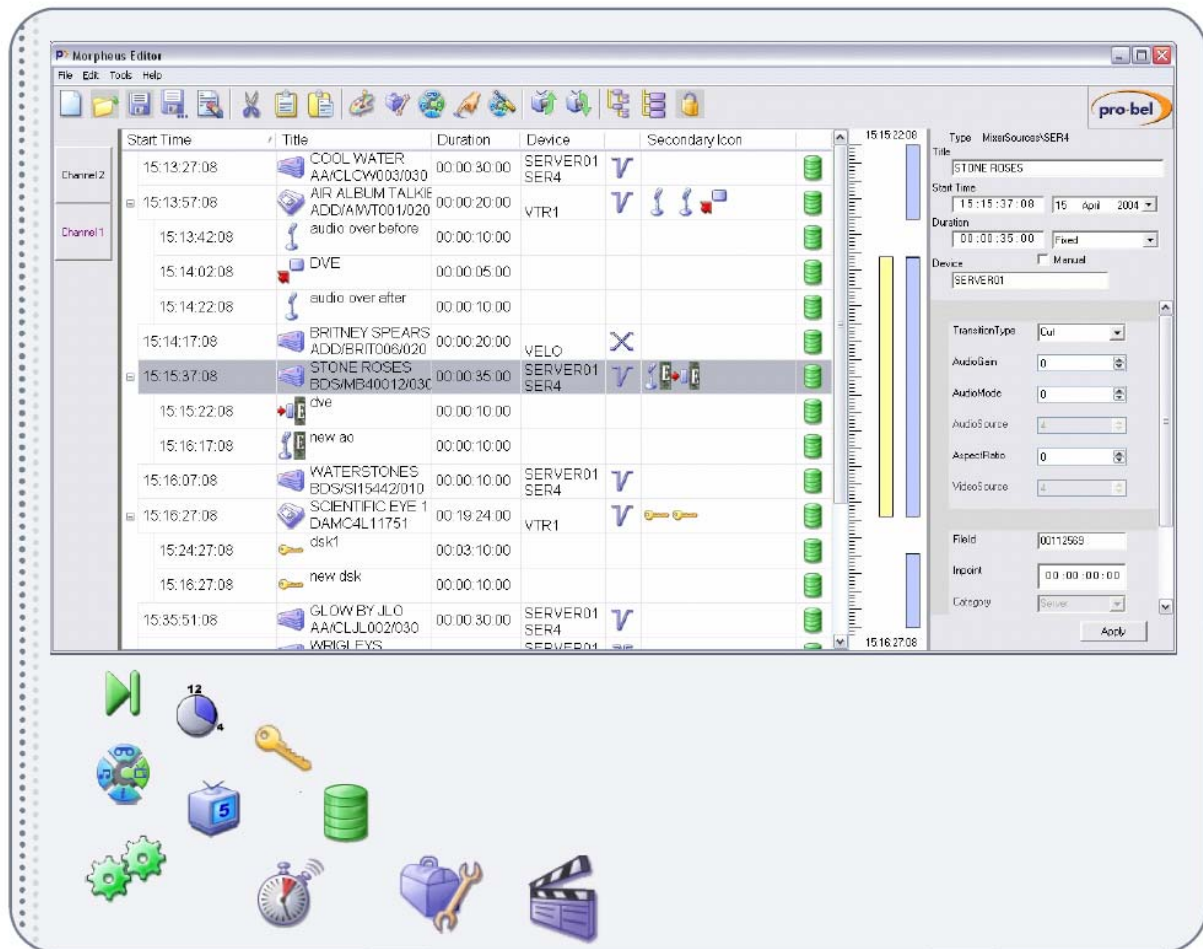 Morpheus Editor
File Edit Tools Help
pro-bel
Channel 2
Channel 1
Start Time / Title Duration Device Secondary Icon
15:13:27:08 COOL WATER AA/CLCW003/030 00:00:30:00 SERVER01 SER4
15:13:57:08 AIR ALBUM TALKIE ADD/AIWT001/020 00:00:20:00 VTR1
15:13:42:08 audio over before 00:00:10:00
15:14:02:08 DVE 00:00:05:00
15:14:22:08 audio over after 00:00:10:00
15:14:17:08 BRITNEY SPEARS ADD/BRIT006/020 00:00:20:00 VELO
15:15:37:08 STONE ROSES BDS/MB40012/030 00:00:35:00 SERVER01 SER4
15:15:22:08 dve 00:00:10:00
15:16:17:08 new ao 00:00:10:00
15:16:07:08 WATERSTONES BDS/SI15442/010 00:00:10:00 SERVER01 SER4
15:16:27:08 SCIENTIFIC EYE 1 DAMC4L11751 00:19:24:00 VTR1
15:24:27:08 dsk1 00:03:10:00
15:16:27:08 new dsk 00:00:10:00
15:35:51:08 GLOW BY JLO AA/CLJL002/030 00:00:30:00 SERVER01 SER4
WRIGLEYS SERVER01
15:15:22:08
15:16:27:08
Type MixerSources\SER4
Title
STONE ROSES
Start Time
15:15:37:08 15 April 2004
Duration
00:00:35:00 Fixed
Device Manual
SERVER01
TransitionType Cut
AudioGain 0
AudioMode 0
AudioSource 4
AspectRatio 0
VideoSource 4
FileId 00112569
Inpoint 00:00:00:00
Category Server
Apply
12
4
5